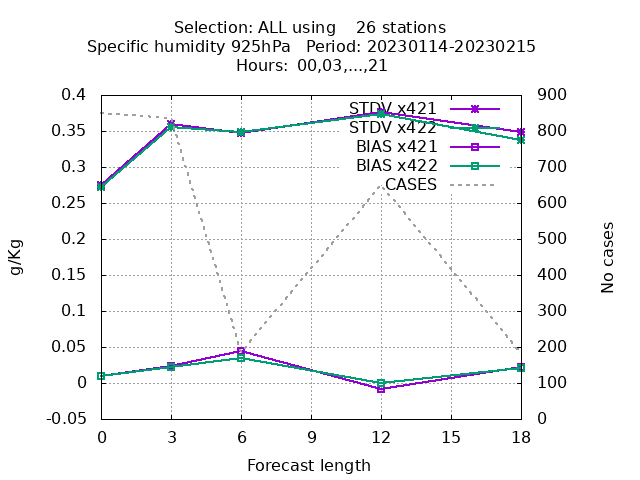 Selection: ALL using    26 stations
Specific humidity 925hPa   Period: 20230114-20230215
Hours: 00,03,...,21
0.4
0.35
0.3
0.25
0.2
0.15
0.1
0.05
0
-0.05
900
800
700
600
500
400
300
200
100
0
STDV x421
STDV x422
BIAS x421
BIAS x422
CASES
g/Kg
No cases
0 3 6 9 12 15 18
Forecast length